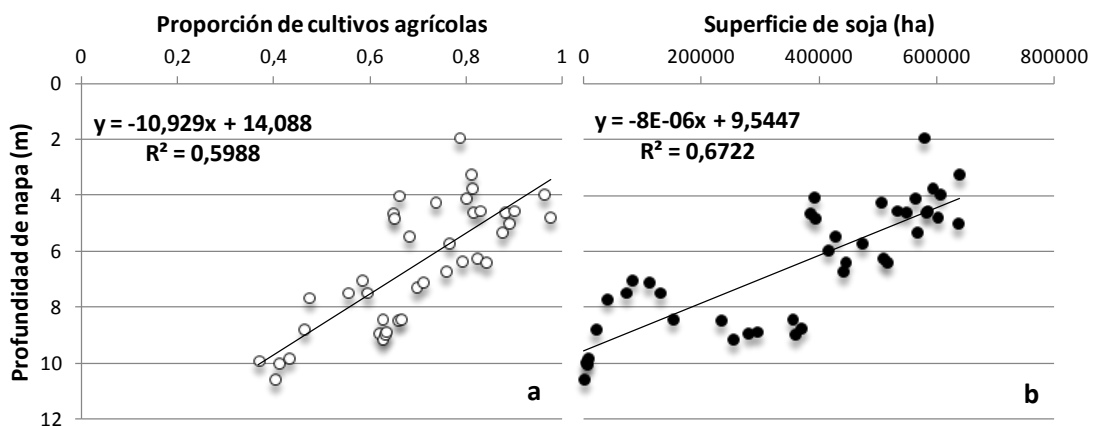 Proporción de cultivos agrícolas
Superficie de soja (ha)
0 0,2 0,4 0,6 0,8 1
0 200000 400000 600000 800000
0
2
4
6
8
10
12
Profundidad de napa (m)
y = -10,929x + 14,088
R² = 0,5988
a
y = -8E-06x + 9,5447
R² = 0,6722
b